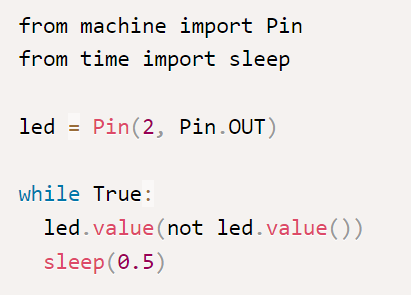 from machine import Pin
from time import sleep

led = Pin(2, Pin.OUT)

while True:
  led.value(not led.value())
  sleep(0.5)